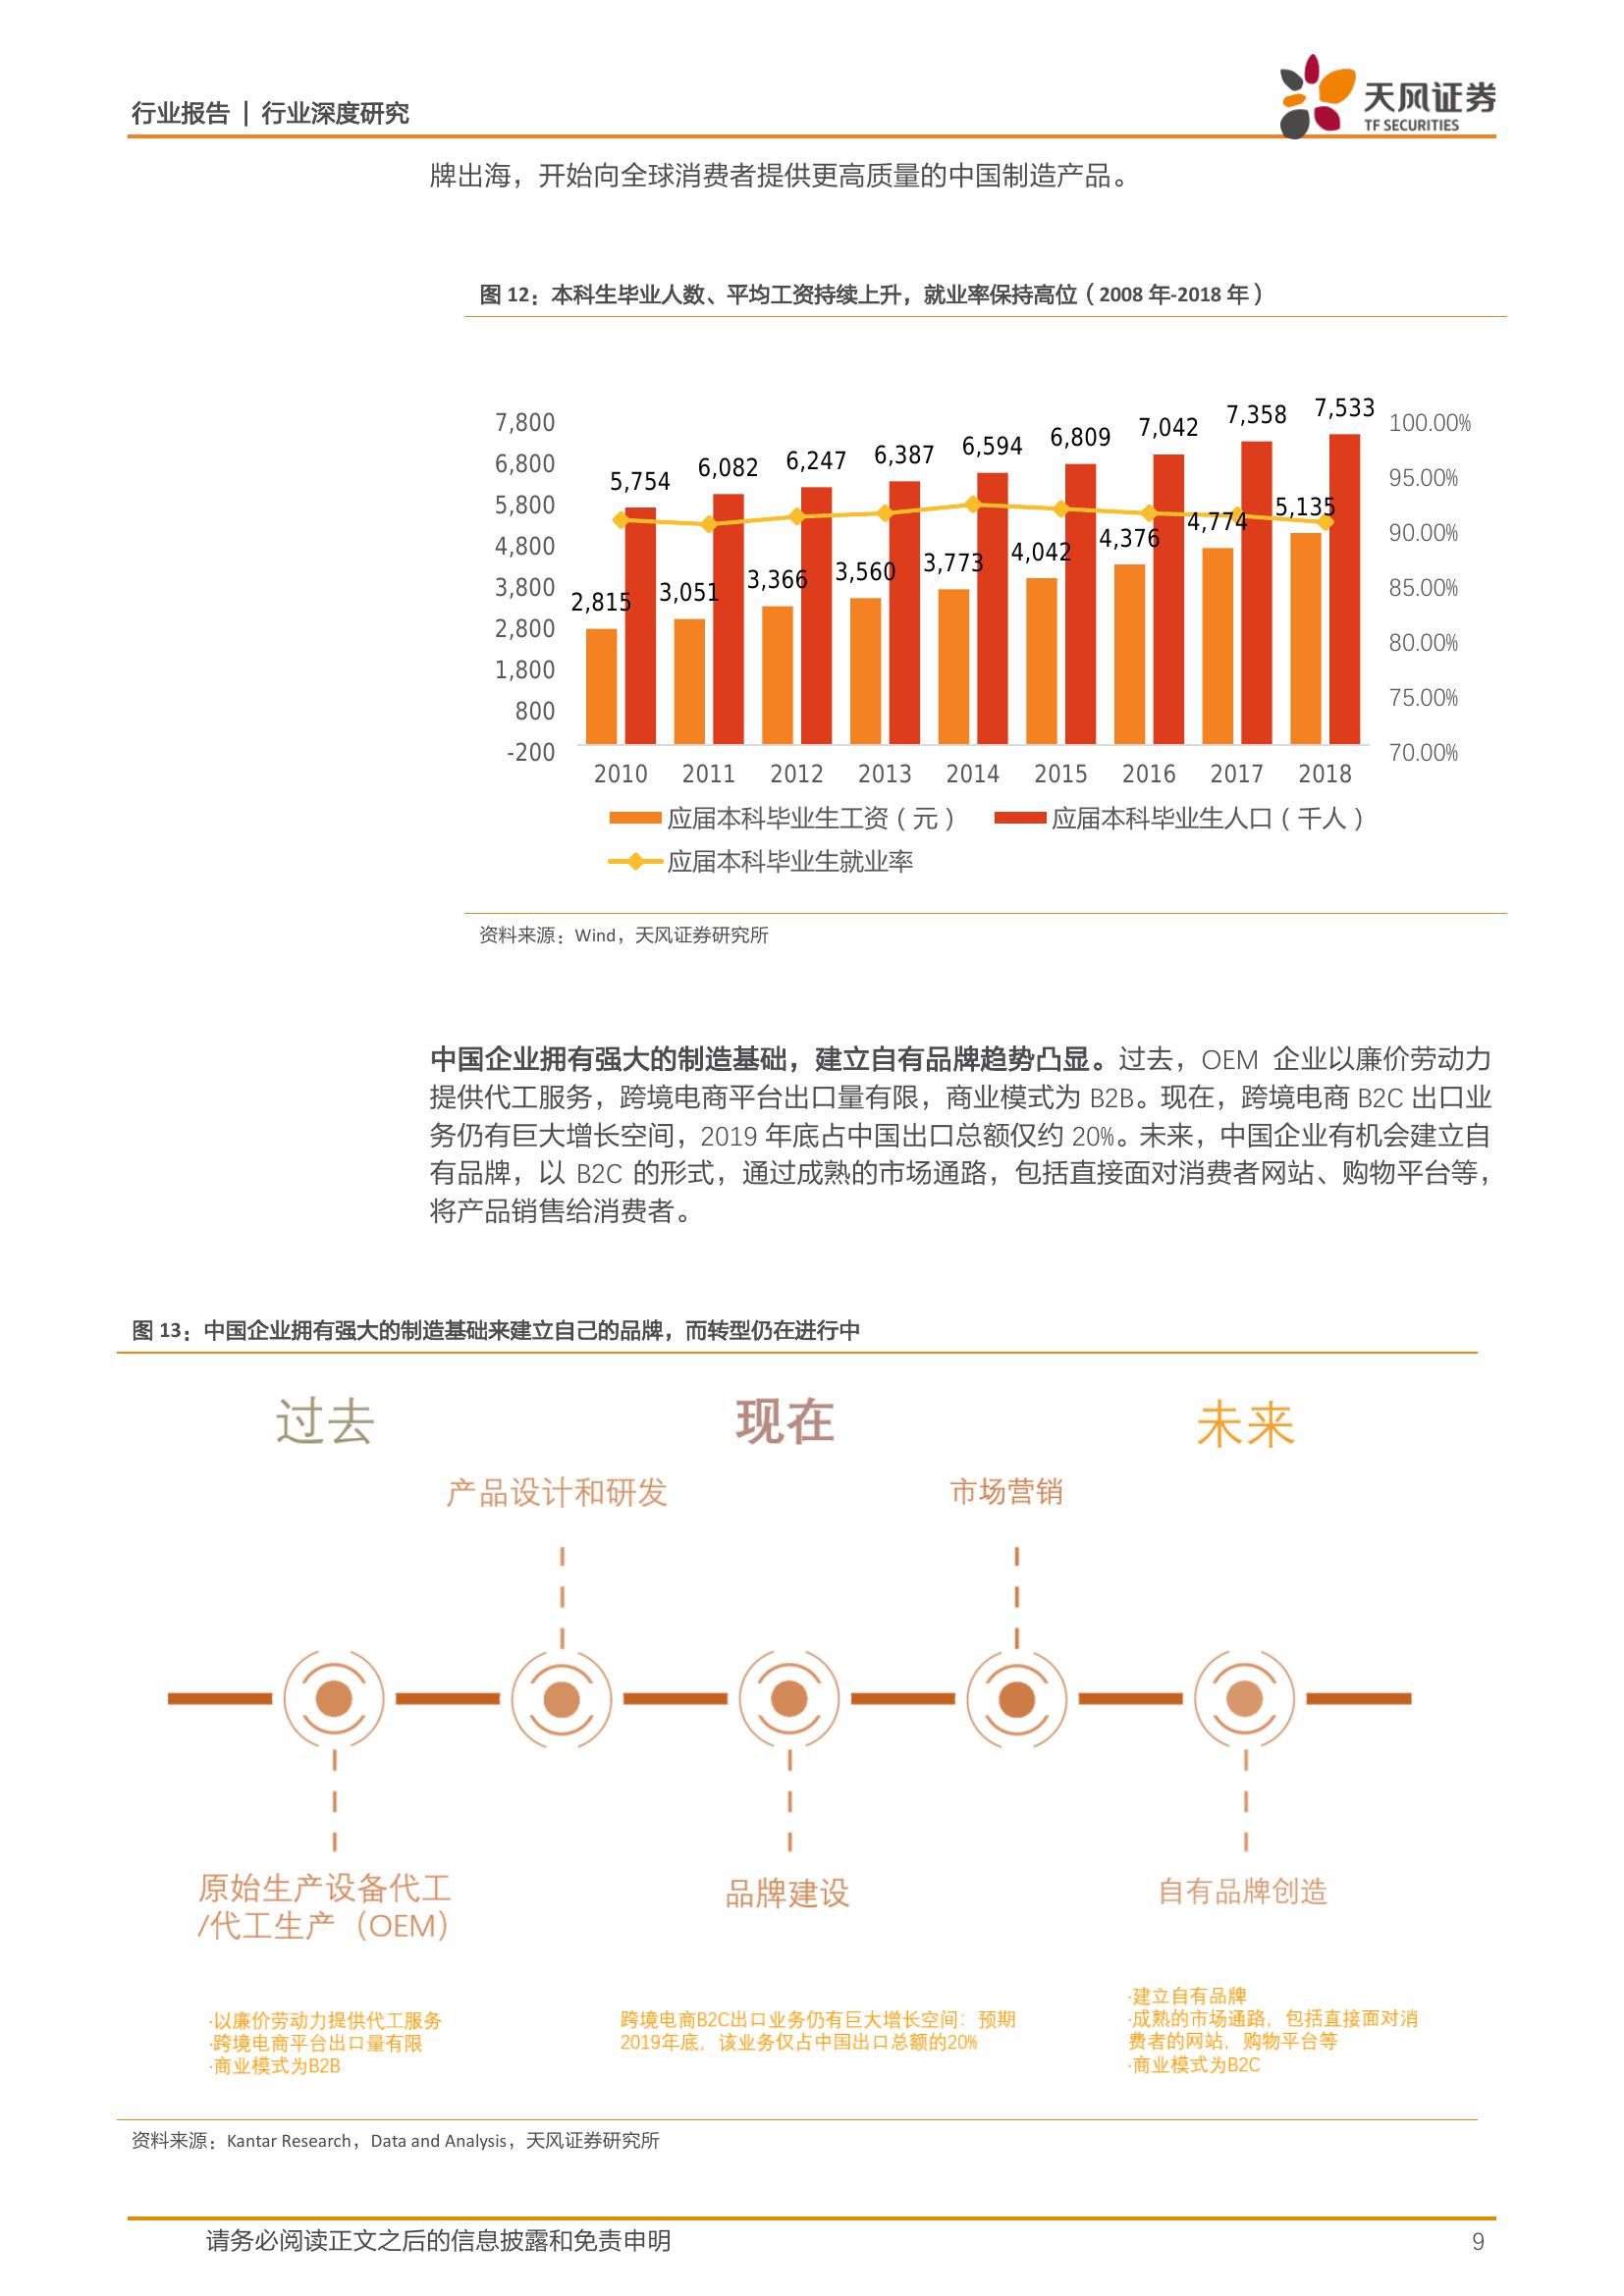 行业报告 | 行业深度研究
天风证券
TF SECURITIES
牌出海，开始向全球消费者提供更高质量的中国制造产品。
图 12：本科生毕业人数、平均工资持续上升，就业率保持高位（2008 年-2018 年）
7,800
6,800
5,800
4,800
3,800
2,800
1,800
800
-200
5,754
6,082
6,247
6,387
6,594
6,809
7,042
7,358
7,533
2,815
3,051
3,366
3,560
3,773
4,042
4,376
4,774
5,135
100.00%
95.00%
90.00%
85.00%
80.00%
75.00%
70.00%
2010 2011 2012 2013 2014 2015 2016 2017 2018
应届本科毕业生工资（元） 应届本科毕业生人口（千人）
应届本科毕业生就业率
资料来源：Wind，天风证券研究所
中国企业拥有强大的制造基础，建立自有品牌趋势凸显。过去，OEM 企业以廉价劳动力
提供代工服务，跨境电商平台出口量有限，商业模式为 B2B。现在，跨境电商 B2C 出口业
务仍有巨大增长空间，2019 年底占中国出口总额仅约 20%。未来，中国企业有机会建立自
有品牌，以 B2C 的形式，通过成熟的市场通路，包括直接面对消费者网站、购物平台等，
将产品销售给消费者。
图 13：中国企业拥有强大的制造基础来建立自己的品牌，而转型仍在进行中
过去 现在 未来
产品设计和研发 市场营销
原始生产设备代工
/代工生产（OEM）
品牌建设
自有品牌创造
·以廉价劳动力提供代工服务
·跨境电商平台出口量有限
·商业模式为B2B
跨境电商B2C出口业务仍有巨大增长空间：预期
2019年底，该业务仅占中国出口总额的20%
·建立自有品牌
·成熟的市场通路，包括直接面对消
费者的网站，购物平台等
·商业模式为B2C
资料来源：Kantar Research，Data and Analysis，天风证券研究所
请务必阅读正文之后的信息披露和免责申明 9